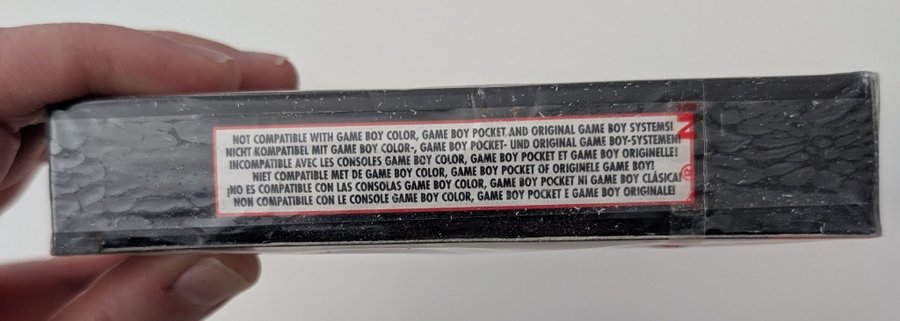 NOT COMPATIBLE WITH GAME BOY COLOR, GAME BOY POCKET AND ORIGINAL GAME BOY SYSTEMS!
NICHT KOMPATIBEL MIT GAME BOY COLOR-, GAME BOY POCKET- UND ORIGINAL GAME BOY-SYSTEMEN!
INCOMPATIBLE AVEC LES CONSOLES GAME BOY COLOR, GAME BOY POCKET ET GAME BOY ORIGINELLE!
NIET COMPATIBEL MET DE GAME BOY COLOR, GAME BOY POCKET OF ORIGINELE GAME BOY!
¡NO ES COMPATIBLE CON LAS CONSOLAS GAME BOY COLOR, GAME BOY POCKET NI GAME BOY CLÁSICA!
NON COMPATIBILE CON LE CONSOLE GAME BOY COLOR, GAME BOY POCKET E GAME BOY ORIGINALE!